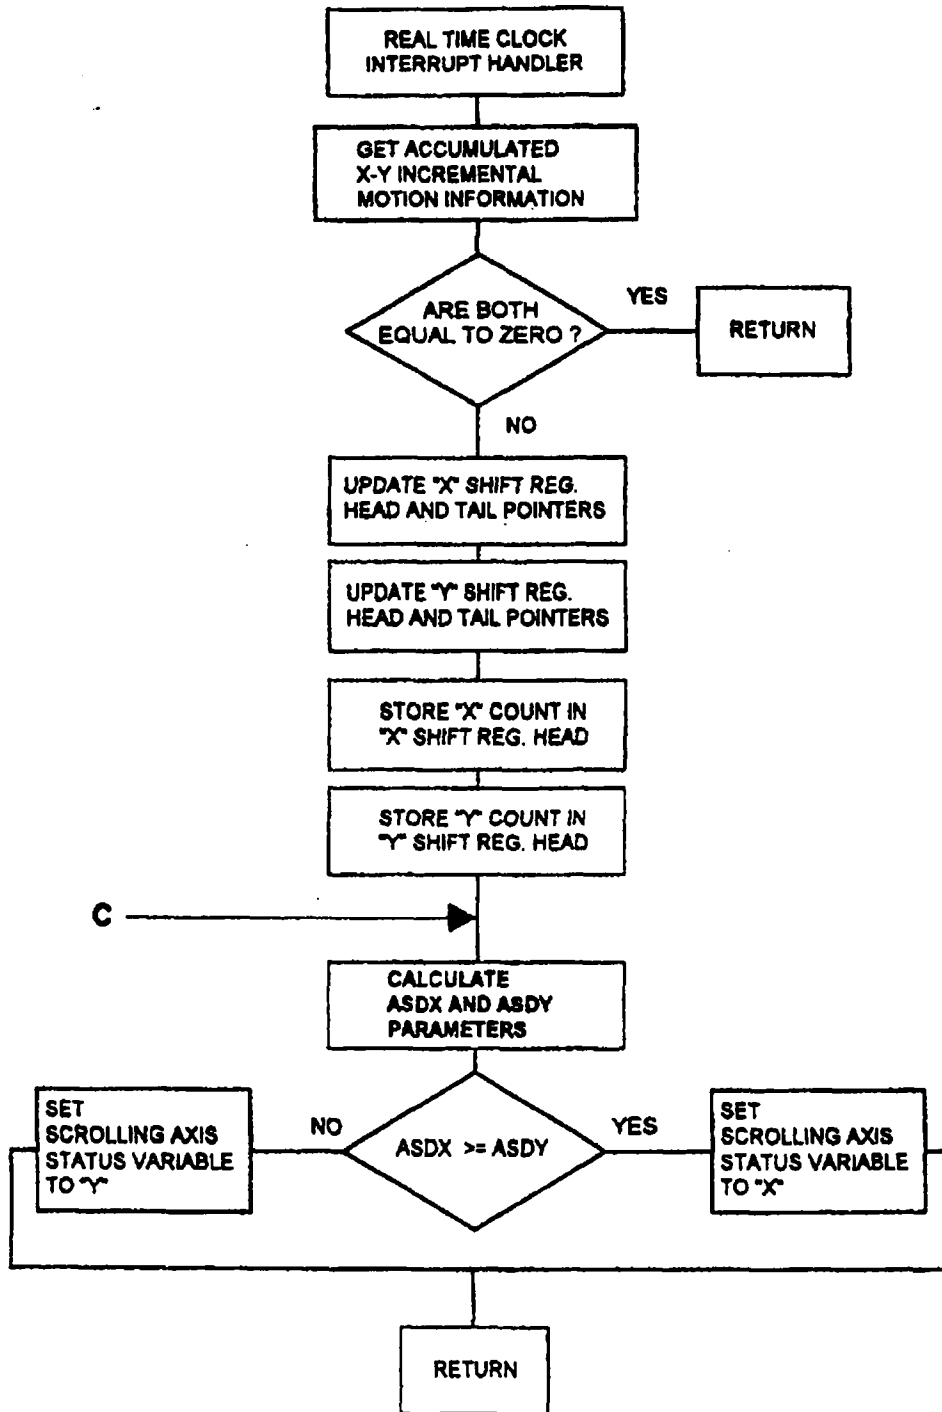 REAL TIME CLOCK
INTERRUPT HANDLER
GET ACCUMULATED
X-Y INCREMENTAL
MOTION INFORMATION
ARE BOTH
EQUAL TO ZERO ?
YES
RETURN
NO
UPDATE "X" SHIFT REG.
HEAD AND TAIL POINTERS
UPDATE "Y" SHIFT REG.
HEAD AND TAIL POINTERS
STORE "X" COUNT IN
"X" SHIFT REG. HEAD
STORE "Y" COUNT IN
"Y" SHIFT REG. HEAD
C
CALCULATE
ASDX AND ASDY
PARAMETERS
SET
SCROLLING AXIS
STATUS VARIABLE
TO "Y"
NO
ASDX >= ASDY
YES
SET
SCROLLING AXIS
STATUS VARIABLE
TO "X"
RETURN